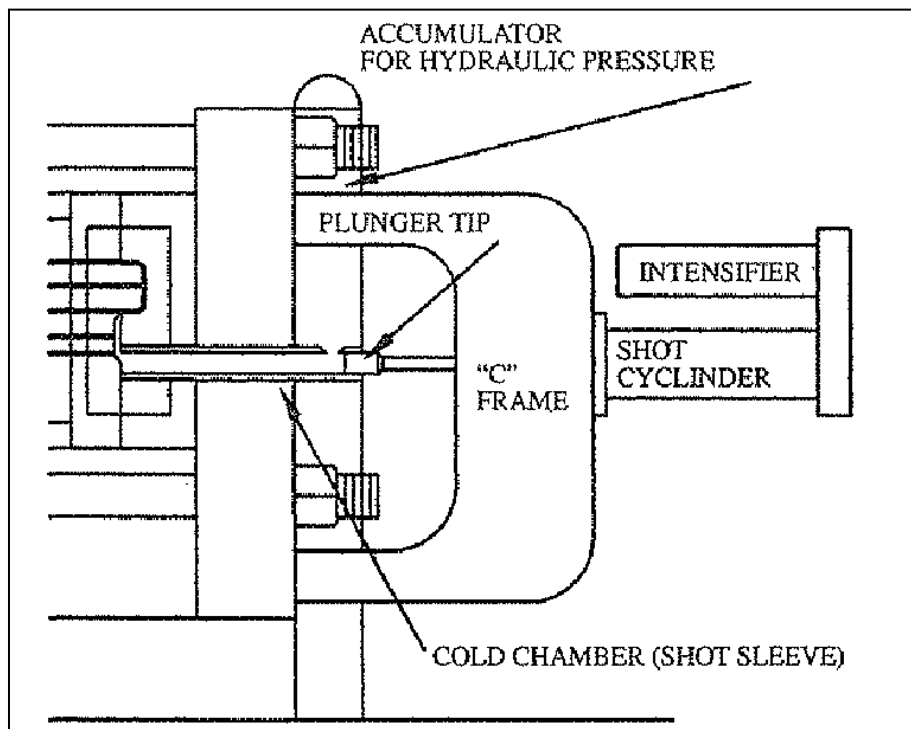 ACCUMULATOR
FOR HYDRAULIC PRESSURE
PLUNGER TIP
INTENSIFIER
SHOT
CYCLINDER
“C”
FRAME
COLD CHAMBER (SHOT SLEEVE)